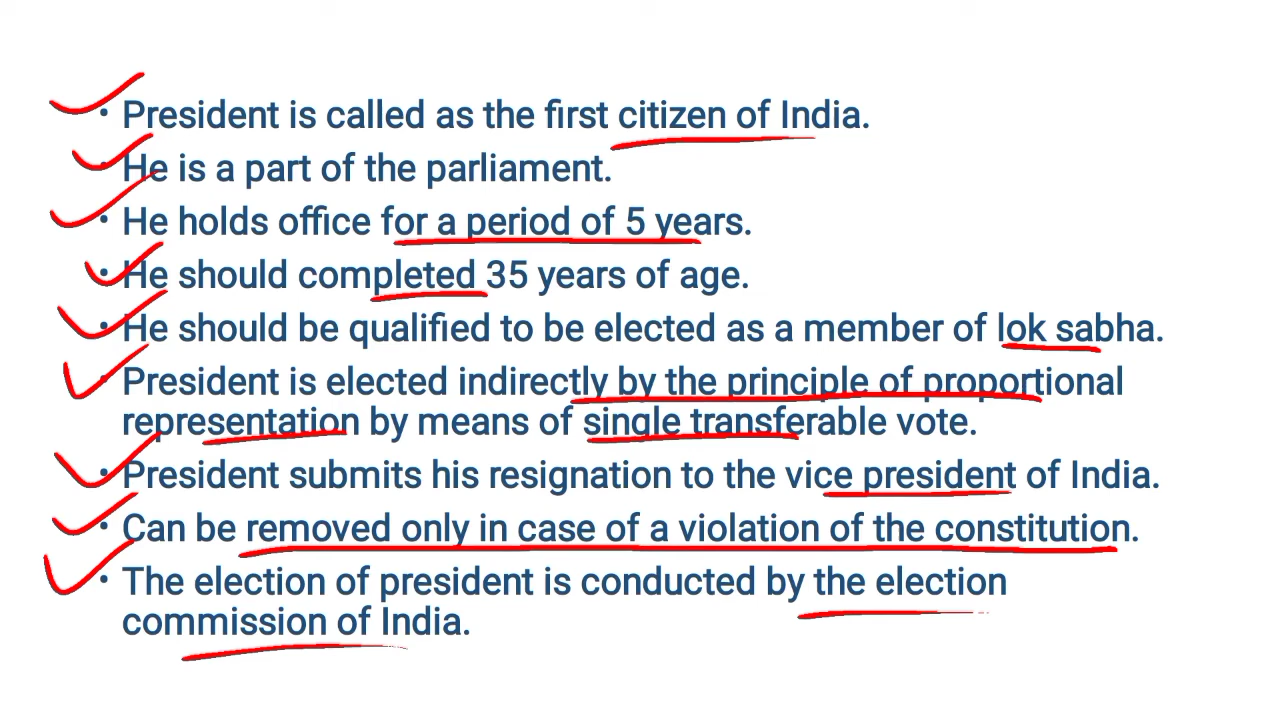 • President is called as the first citizen of India.
• He is a part of the parliament.
• He holds office for a period of 5 years.
• He should completed 35 years of age.
• He should be qualified to be elected as a member of lok sabha.
• President is elected indirectly by the principle of proportional
representation by means of single transferable vote.
• President submits his resignation to the vice president of India.
• Can be removed only in case of a violation of the constitution.
• The election of president is conducted by the election
commission of India.